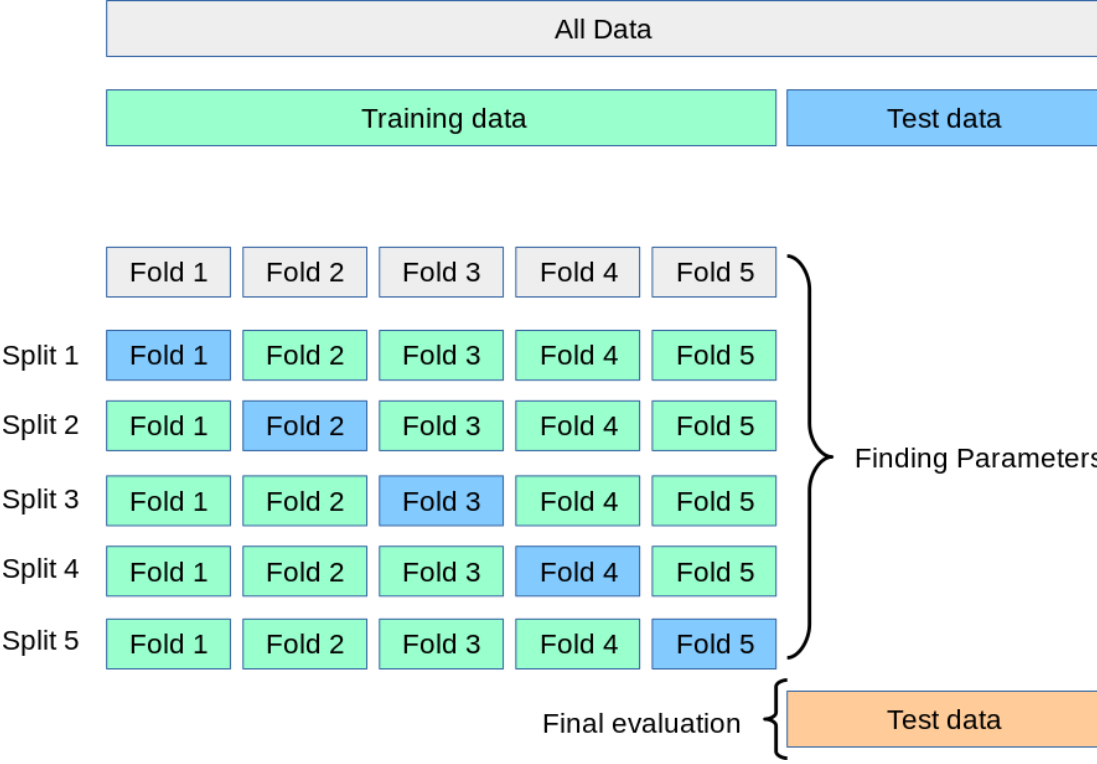 All Data
Training data Test data
Fold 1 Fold 2 Fold 3 Fold 4 Fold 5
Split 1 Fold 1 Fold 2 Fold 3 Fold 4 Fold 5
Split 2 Fold 1 Fold 2 Fold 3 Fold 4 Fold 5
Finding Parameters
Split 3 Fold 1 Fold 2 Fold 3 Fold 4 Fold 5
Split 4 Fold 1 Fold 2 Fold 3 Fold 4 Fold 5
Split 5 Fold 1 Fold 2 Fold 3 Fold 4 Fold 5
Final evaluation Test data